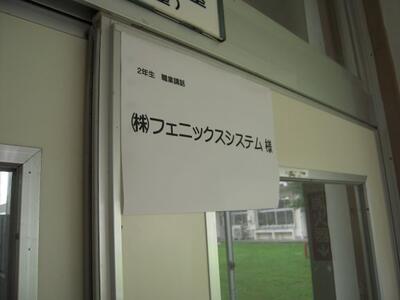 2年生 職業講話
㈱フェニックスシステム 様